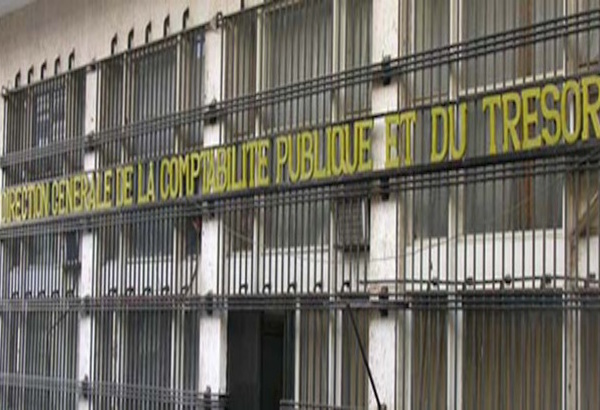 DIRECTION GENERALE DE LA COMPTABILITE PUBLIQUE ET DU TRESOR